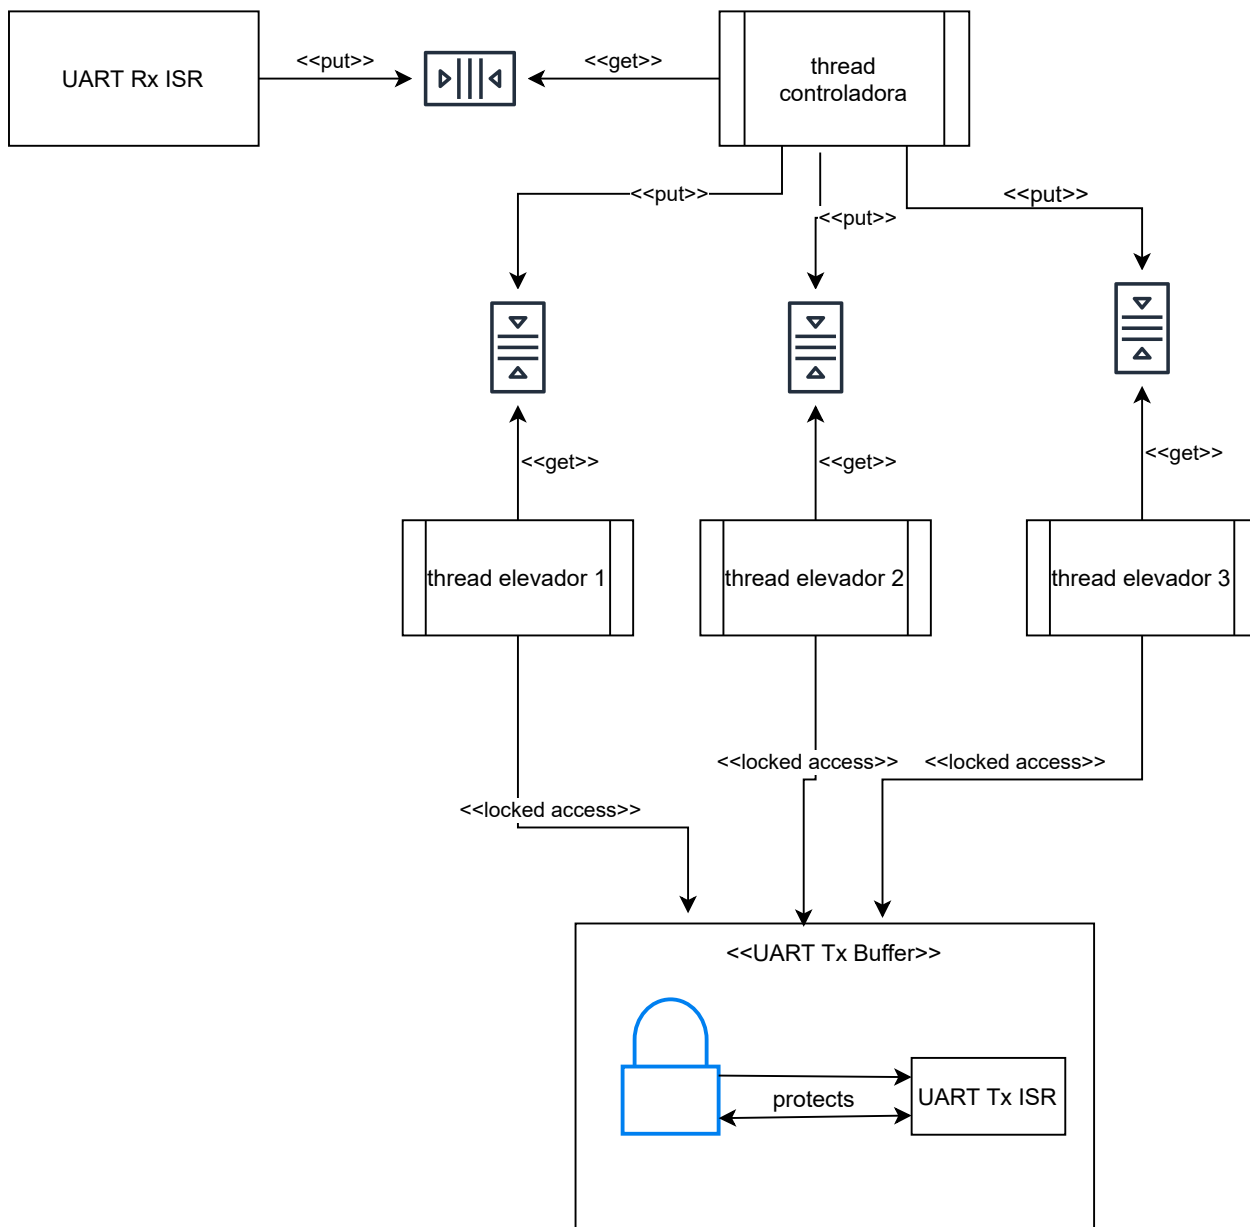 UART Rx ISR
<<put>>
<<get>>
thread
controladora
<<put>>
<<put>>
<<put>>
<<get>>
<<get>>
<<get>>
thread elevador 1
thread elevador 2
thread elevador 3
<<locked access>>
<<locked access>>
<<locked access>>
<<UART Tx Buffer>>
protects
UART Tx ISR